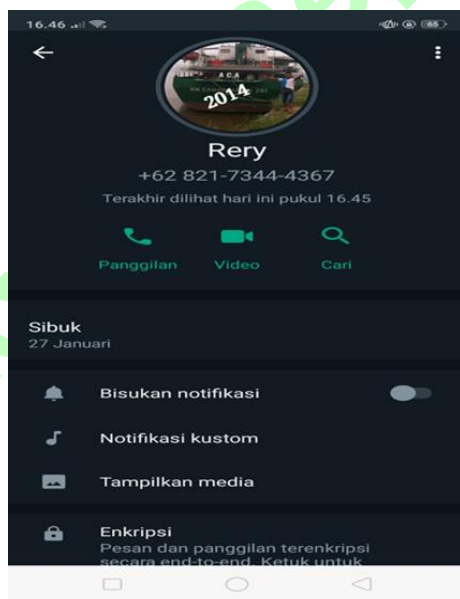 16.46
65
ACA
2014
Rery
+62 821-7344-4367
Terakhir dilihat hari ini pukul 16.45
Panggilan Video Cari
Sibuk
27 Januari
Bisukan notifikasi
Notifikasi kustom
Tampilkan media
Enkripsi
Pesan dan panggilan terenkripsi
secara end-to-end. Ketuk untuk